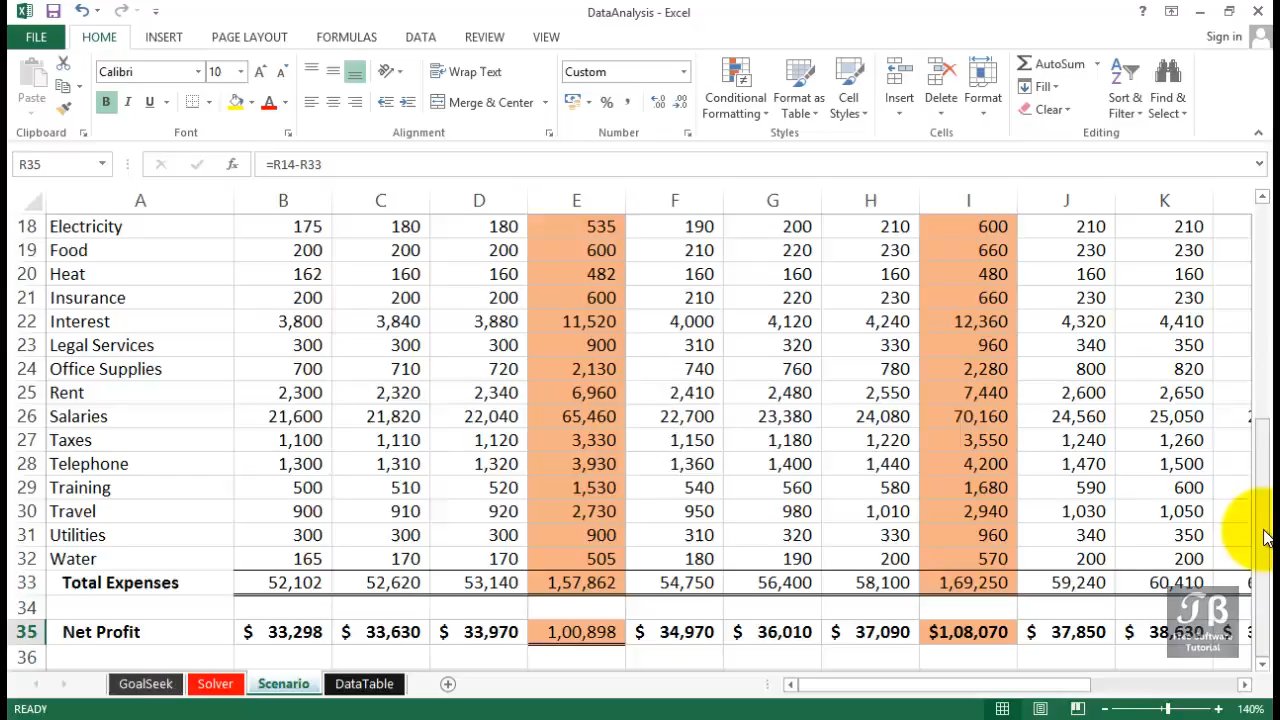 DataAnalysis - Excel
? 
FILE HOME INSERT PAGE LAYOUT FORMULAS DATA REVIEW VIEW Sign in
Paste Calibri 10 A A Wrap Text Custom Conditional Formatting Format as Table Cell Styles Insert Delete Format AutoSum Sort & Filter Find & Select
B I U A Merge & Center % , Fill
Clear
Clipboard Font Alignment Number Styles Cells Editing
R35 fx =R14-R33
A B C D E F G H I J K
18 Electricity 175 180 180 535 190 200 210 600 210 210
19 Food 200 200 200 600 210 220 230 660 230 230
20 Heat 162 160 160 482 160 160 160 480 160 160
21 Insurance 200 200 200 600 210 220 230 660 230 230
22 Interest 3,800 3,840 3,880 11,520 4,000 4,120 4,240 12,360 4,320 4,410
23 Legal Services 300 300 300 900 310 320 330 960 340 350
24 Office Supplies 700 710 720 2,130 740 760 780 2,280 800 820
25 Rent 2,300 2,320 2,340 6,960 2,410 2,480 2,550 7,440 2,600 2,650
26 Salaries 21,600 21,820 22,040 65,460 22,700 23,380 24,080 70,160 24,560 25,050
27 Taxes 1,100 1,110 1,120 3,330 1,150 1,180 1,220 3,550 1,240 1,260
28 Telephone 1,300 1,310 1,320 3,930 1,360 1,400 1,440 4,200 1,470 1,500
29 Training 500 510 520 1,530 540 560 580 1,680 590 600
30 Travel 900 910 920 2,730 950 980 1,010 2,940 1,030 1,050
31 Utilities 300 300 300 900 310 320 330 960 340 350
32 Water 165 170 170 505 180 190 200 570 200 200
33 Total Expenses 52,102 52,620 53,140 1,57,862 54,750 56,400 58,100 1,69,250 59,240 60,410
34
35 Net Profit $ 33,298 $ 33,630 $ 33,970 1,00,898 $ 34,970 $ 36,010 $ 37,090 $1,08,070 $ 37,850 $
36
TB
Free Software
Tutorial
GoalSeek Solver Scenario DataTable
READY 140%